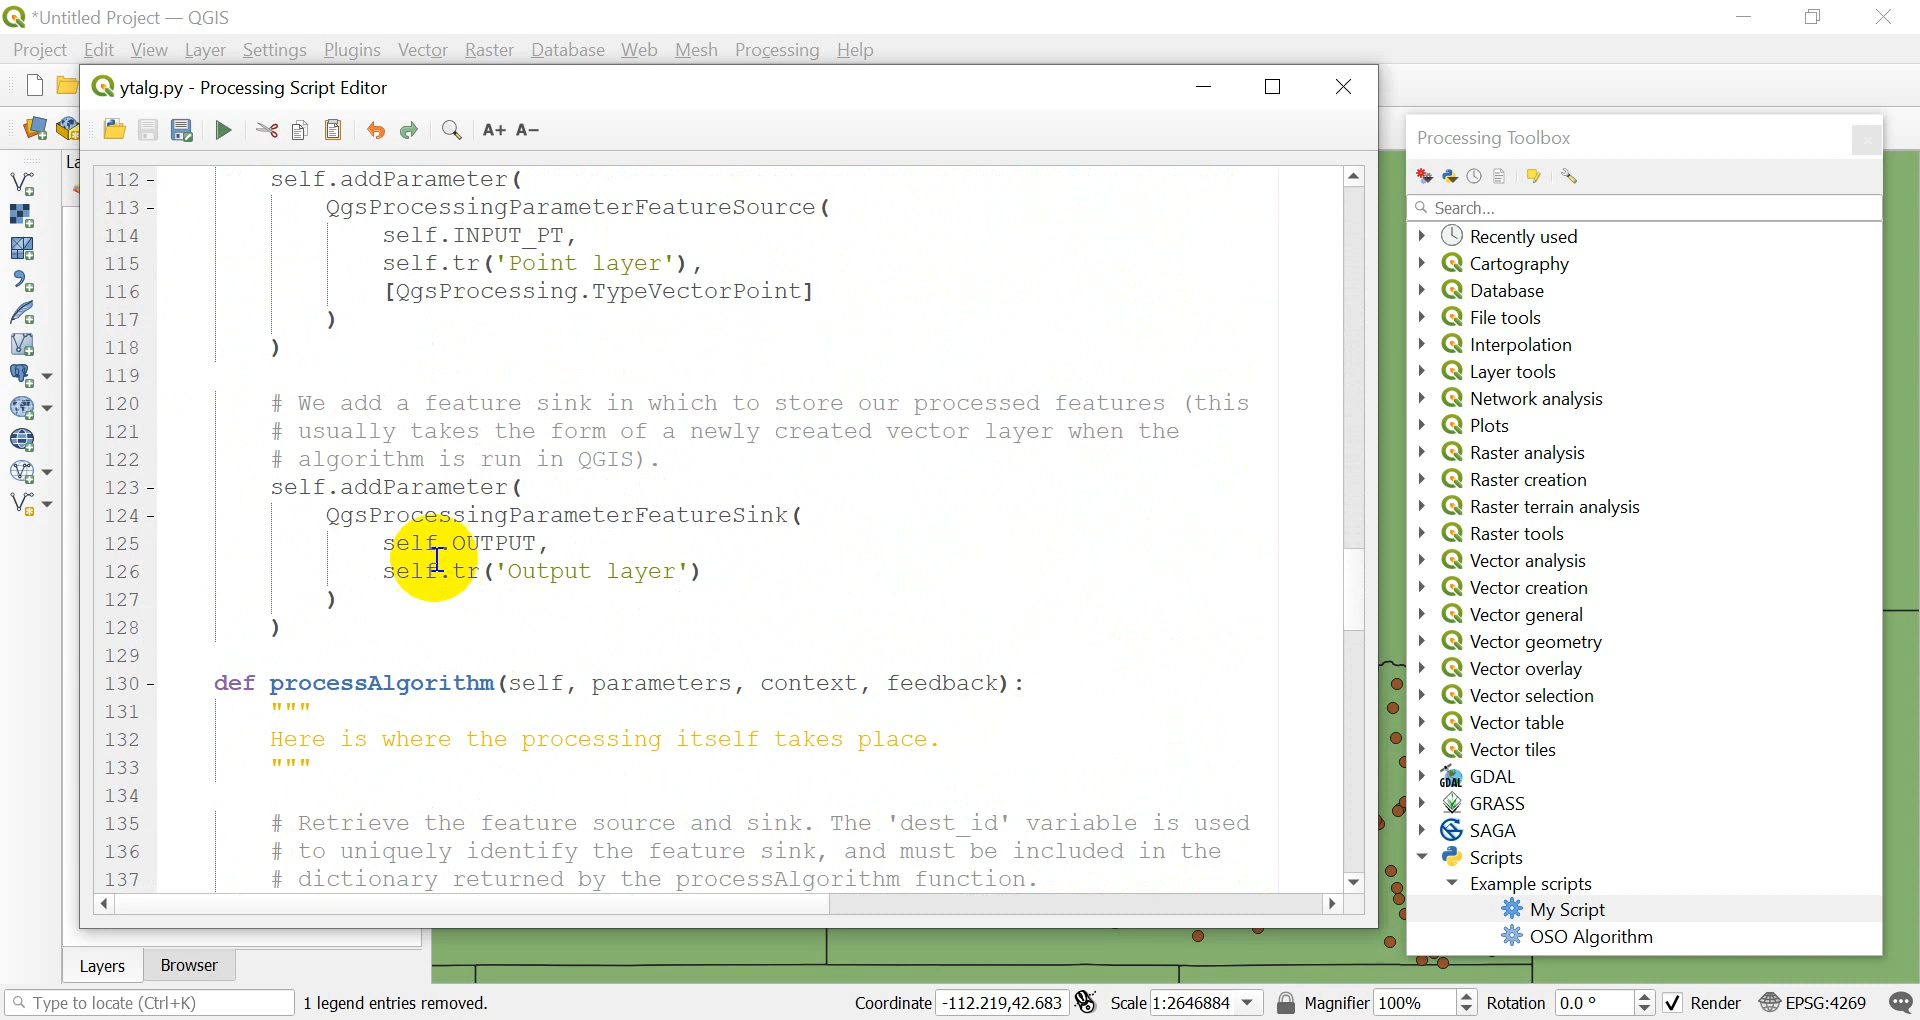 *Untitled Project — QGIS
Project Edit View Layer Settings Plugins Vector Raster Database Web Mesh Processing Help
ytalg.py - Processing Script Editor
A+ A-
112 - self.addParameter(
113 - QgsProcessingParameterFeatureSource(
114 self.INPUT_PT,
115 self.tr('Point layer'),
116 [QgsProcessing.TypeVectorPoint]
117 )
118 )
119
120 # We add a feature sink in which to store our processed features (this
121 # usually takes the form of a newly created vector layer when the
122 # algorithm is run in QGIS).
123 - self.addParameter(
124 - QgsProcessingParameterFeatureSink(
125 self.OUTPUT,
126 self.tr('Output layer')
127 )
128 )
129
130 - def processAlgorithm(self, parameters, context, feedback):
131 """
132 Here is where the processing itself takes place.
133 """
134
135 # Retrieve the feature source and sink. The 'dest_id' variable is used
136 # to uniquely identify the feature sink, and must be included in the
137 # dictionary returned by the processAlgorithm function.
Processing Toolbox
Search...
Recently used
Cartography
Database
File tools
Interpolation
Layer tools
Network analysis
Plots
Raster analysis
Raster creation
Raster terrain analysis
Raster tools
Vector analysis
Vector creation
Vector general
Vector geometry
Vector overlay
Vector selection
Vector table
Vector tiles
GDAL
GRASS
SAGA
Scripts
Example scripts
My Script
OSO Algorithm
Layers Browser
Type to locate (Ctrl+K) 1 legend entries removed. Coordinate -112.219,42.683 Scale 1:2646884 Magnifier 100% Rotation 0.0 ° Render EPSG:4269